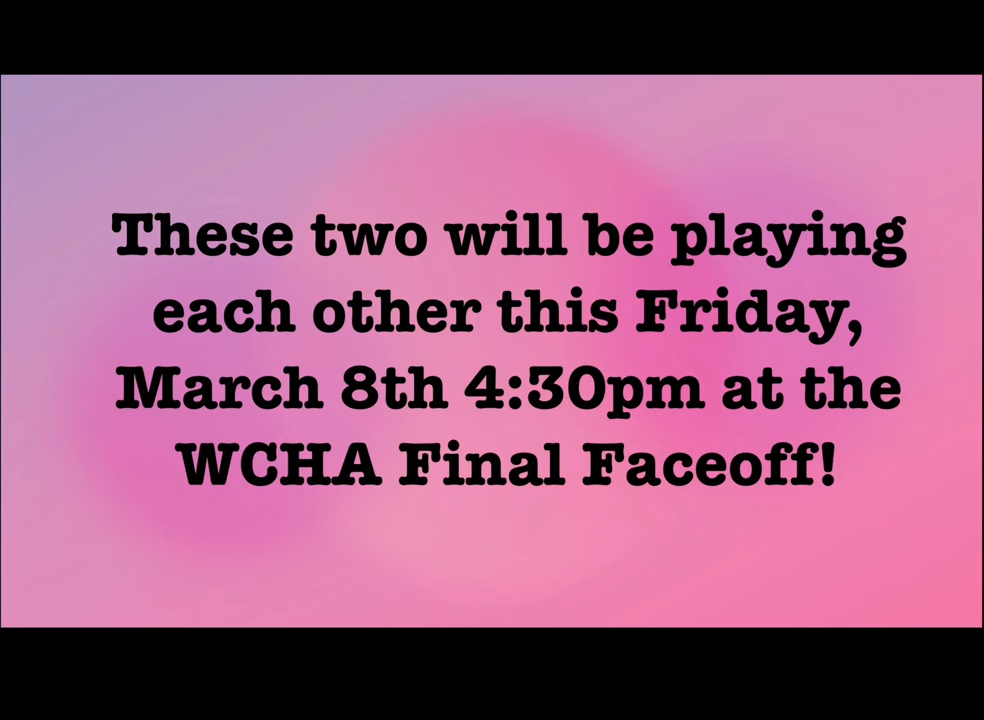 These two will be playing
each other this Friday,
March 8th 4:30pm at the
WCHA Final Faceoff!